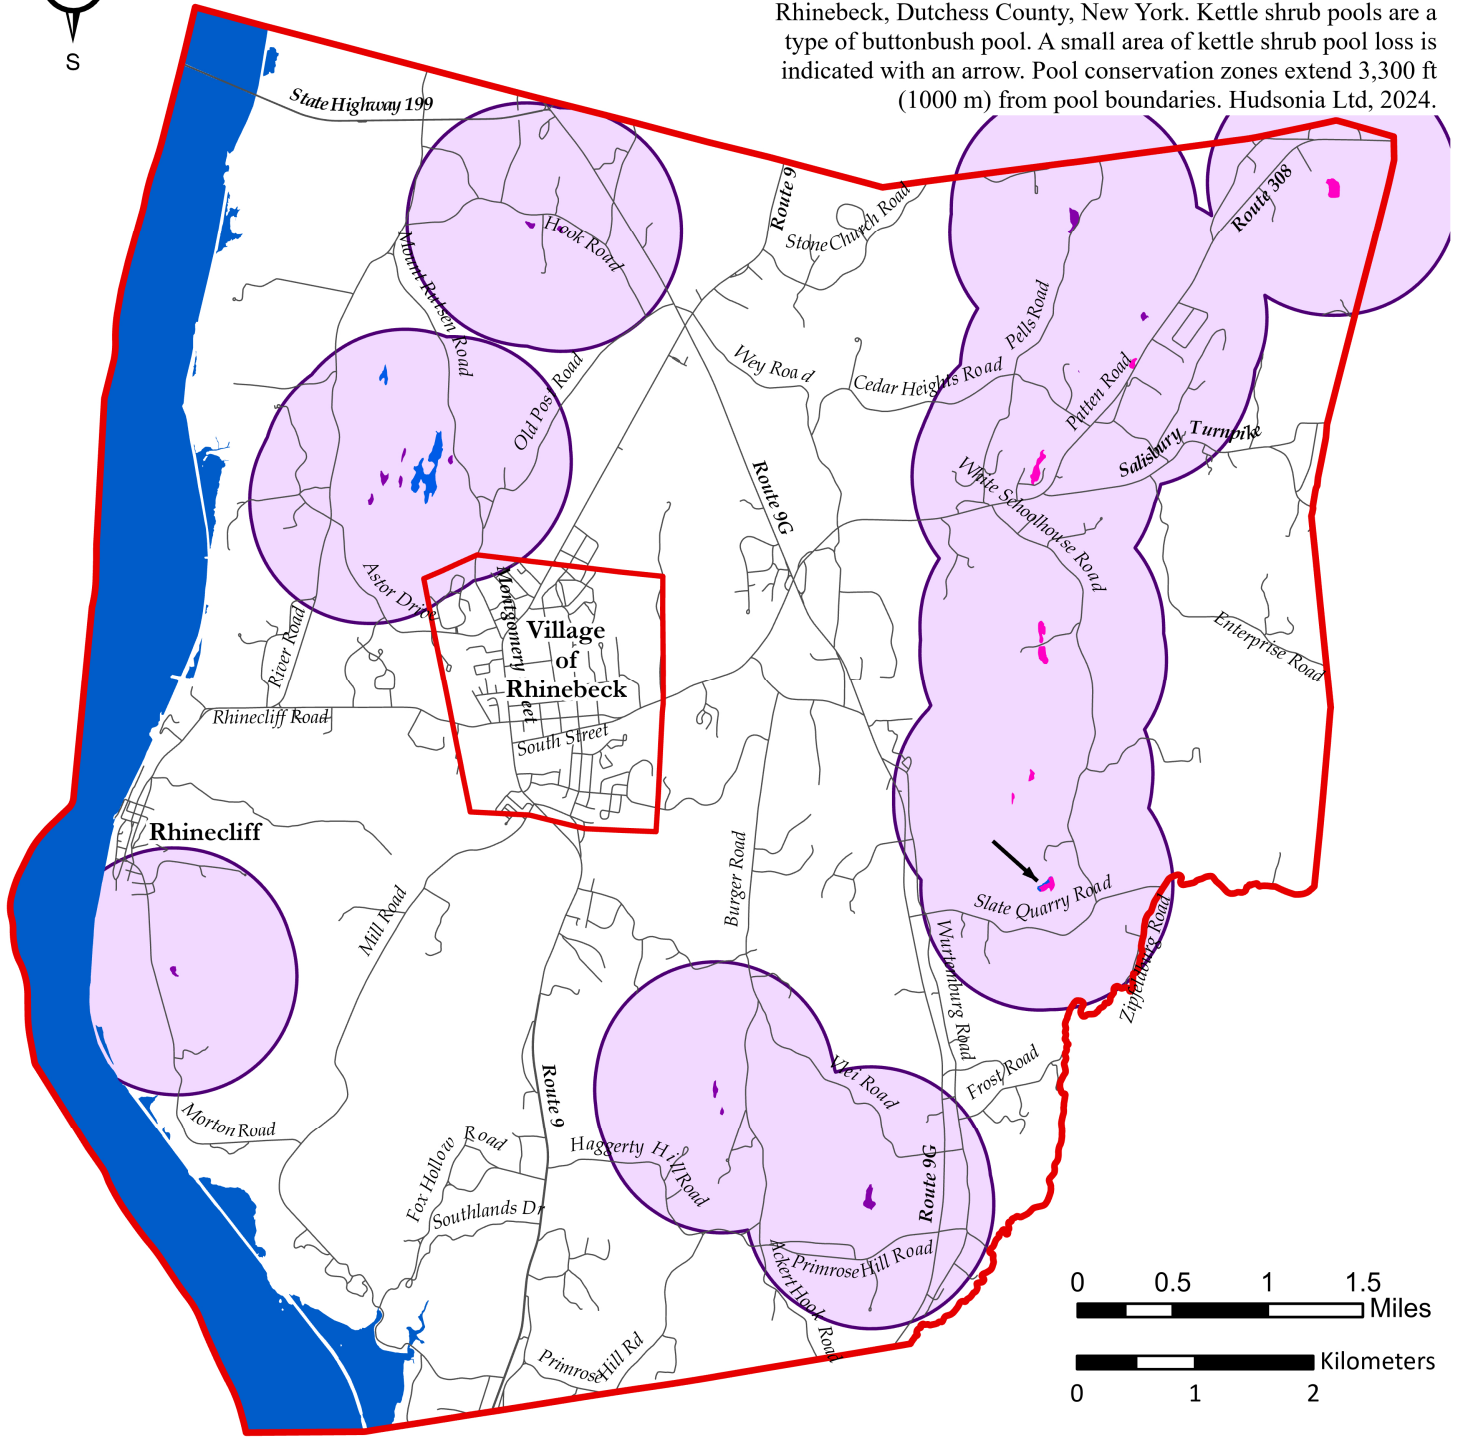 S
Rhinebeck, Dutchess County, New York. Kettle shrub pools are a
type of buttonbush pool. A small area of kettle shrub pool loss is
indicated with an arrow. Pool conservation zones extend 3,300 ft
(1000 m) from pool boundaries. Hudsonia Ltd, 2024.
State Highway 199
Route 9
Stone Church Road
Route 308
Hook Road
Mount Rutsen Road
Pells Road
Wey Road
Cedar Heights Road
Patten Road
Old Post Road
Salisbury Turnpike
Route 9G
White Schoolhouse Road
Astor Drive
Montgomery Street
Village
of
Rhinebeck
River Road
Enterprise Road
Rhinecliff Road
South Street
Rhinecliff
Burger Road
Mill Road
Slate Quarry Road
Wurtemburg Road
Zipfeldburg Road
Vlei Road
Frost Road
Route 9
Morton Road
Fox Hollow Road
Haggerty Hill Road
Southlands Dr
Route 9G
Primrose Hill Road
Ackert Hook Road
Primrose Hill Rd
0 0.5 1 1.5
Miles
Kilometers
0 1 2